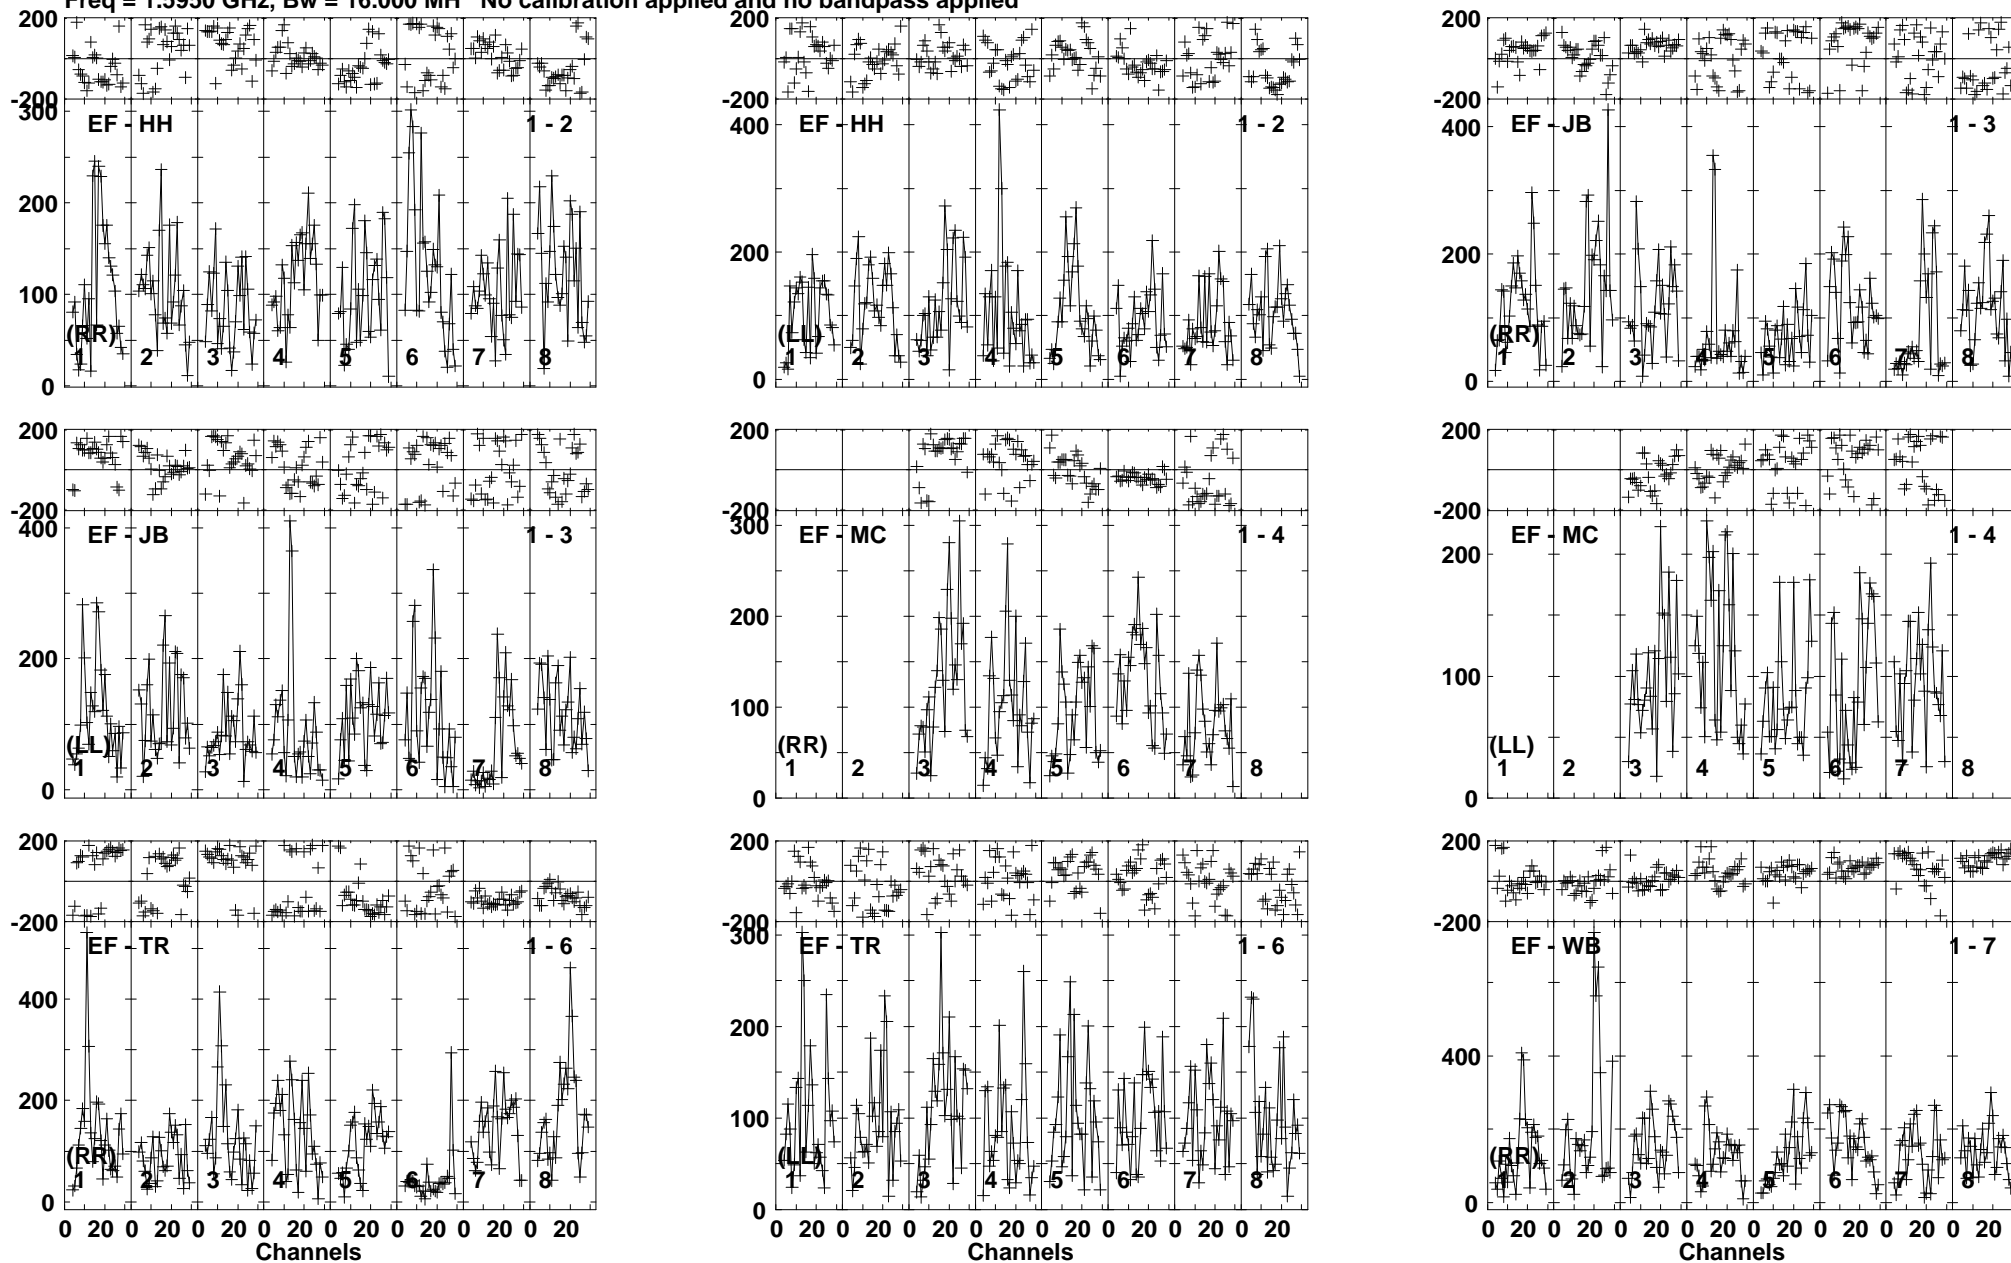 Freq = 1.5950 GHz, Bw = 16.000 MH No calibration applied and no bandpass applied
200 200 200
-200 -200 -200
300
EF - HH 1 - 2 EF - HH 1 - 2 EF - JB 1 - 3
400 400
200
200 200
100
(RR) (LL) (RR)
1 2 3 4 5 6 7 8 1 2 3 4 5 6 7 8 1 2 3 4 5 6 7 8
0 0 0
200 200 200
-200 -200 -200
400 300
EF - JB 1 - 3 EF - MC 1 - 4 EF - MC 1 - 4
200 200
200
100 100
(LL) (RR) (LL)
1 2 3 4 5 6 7 8 1 2 3 4 5 6 7 8 1 2 3 4 5 6 7 8
0 0 0
200 200 200
-200 -200 -200
300
EF - TR 1 - 6 EF - TR 1 - 6 EF - WB 1 - 7
400 200 400
200 100 200
(RR) (LL) (RR)
1 2 3 4 5 6 7 8 1 2 3 4 5 6 7 8 1 2 3 4 5 6 7 8
0 0 0
0 20 0 20 0 20 0 20 0 20 0 20 0 20 0 20 0 20 0 20 0 20 0 20 0 20 0 20 0 20 0 20 0 20 0 20 0 20 0 20 0 20 0 20 0 20 0 20
Channels Channels Channels